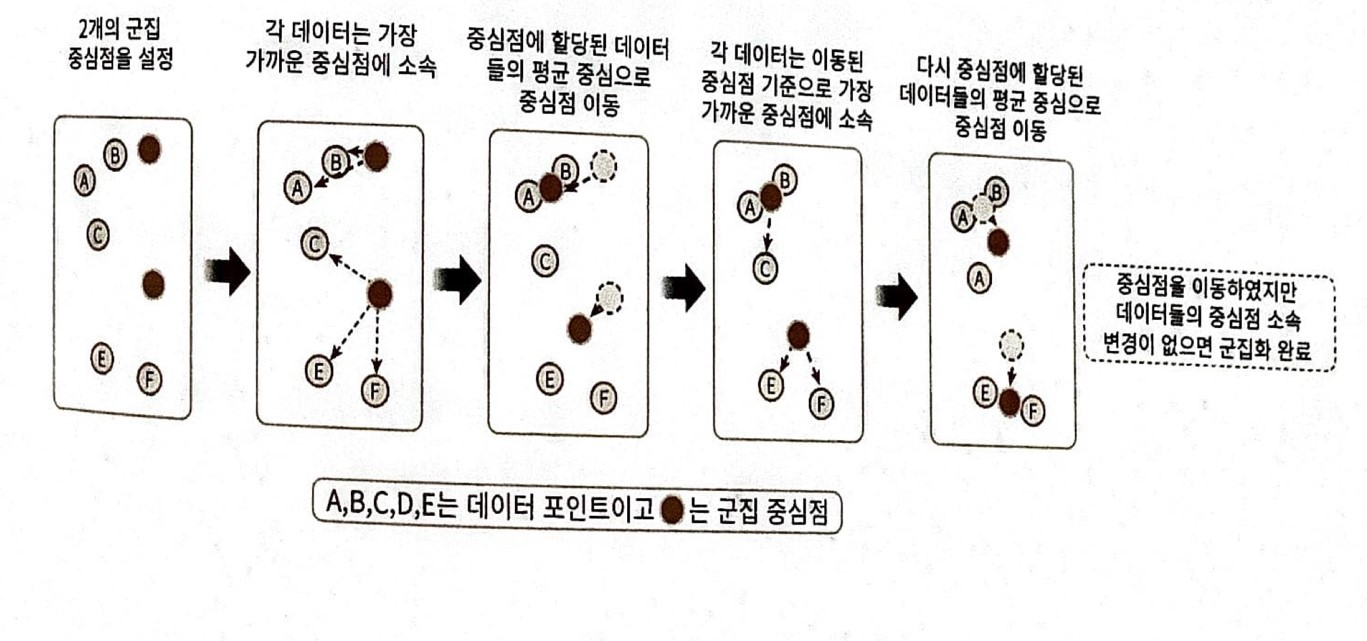 2개의 군집
중심점을 설정
각 데이터는 가장
가까운 중심점에 소속
중심점에 할당된 데이터
들의 평균 중심으로
중심점 이동
각 데이터는 이동된
중심점 기준으로 가장
가까운 중심점에 소속
다시 중심점에 할당된
데이터들의 평균 중심으로
중심점 이동
B
A
C
E
F
B
A
C
E
F
B
A
C
E
F
B
A
C
E
F
B
A
A
E
F
중심점을 이동하였지만
데이터들의 중심점 소속
변경이 없으면 군집화 완료
A,B,C,D,E는 데이터 포인트이고 는 군집 중심점